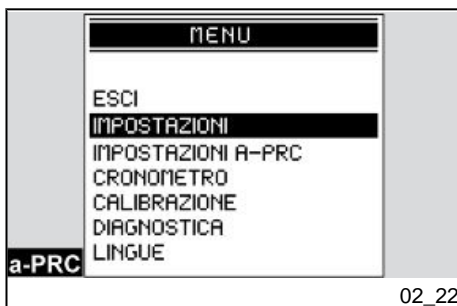 MENU
ESCI
IMPOSTAZIONI
IMPOSTAZIONI A-PRC
CRONOMETRO
CALIBRAZIONE
DIAGNOSTICA
LINGUE
a-PRC
02_22